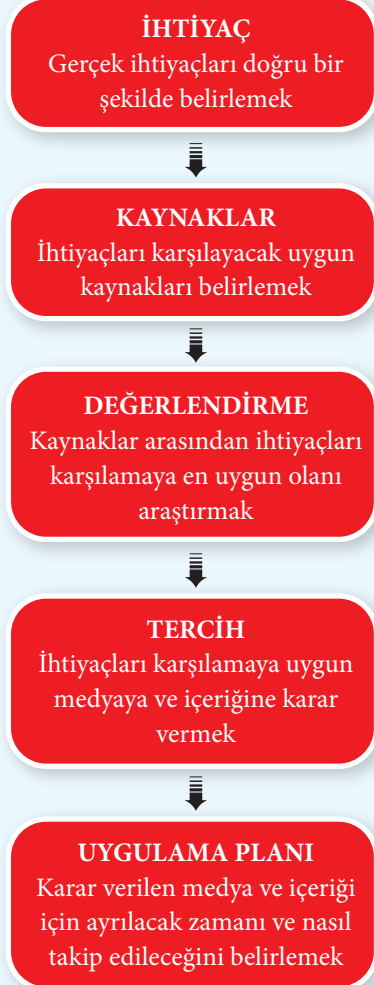 İHTİYAÇ
Gerçek ihtiyaçları doğru bir
şekilde belirlemek
KAYNAKLAR
İhtiyaçları karşılayacak uygun
kaynakları belirlemek
DEĞERLENDİRME
Kaynaklar arasından ihtiyaçları
karşılamaya en uygun olanı
araştırmak
TERCİH
İhtiyaçları karşılamaya uygun
medyaya ve içeriğine karar
vermek
UYGULAMA PLANI
Karar verilen medya ve içeriği
için ayrılacak zamanı ve nasıl
takip edileceğini belirlemek